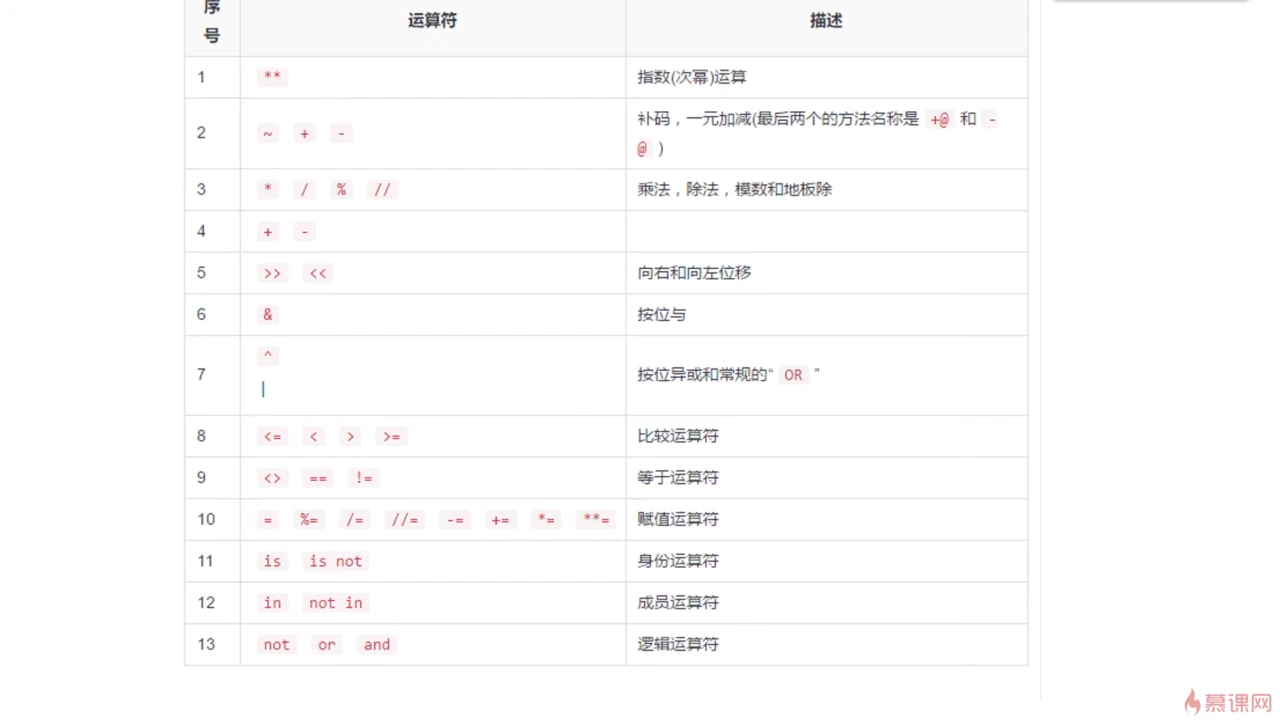 序号 运算符 描述
1 ** 指数(次幂)运算
2 ~ + - 补码，一元加减(最后两个的方法名称是 +@ 和 -
@ )
3 * / % // 乘法，除法，模数和地板除
4 + -
5 >> << 向右和向左位移
6 & 按位与
7 ^ | 按位异或和常规的“ OR ”
8 <= < > >= 比较运算符
9 <> == != 等于运算符
10 = %= /= //= -= += *= **= 赋值运算符
11 is is not 身份运算符
12 in not in 成员运算符
13 not or and 逻辑运算符
慕课网